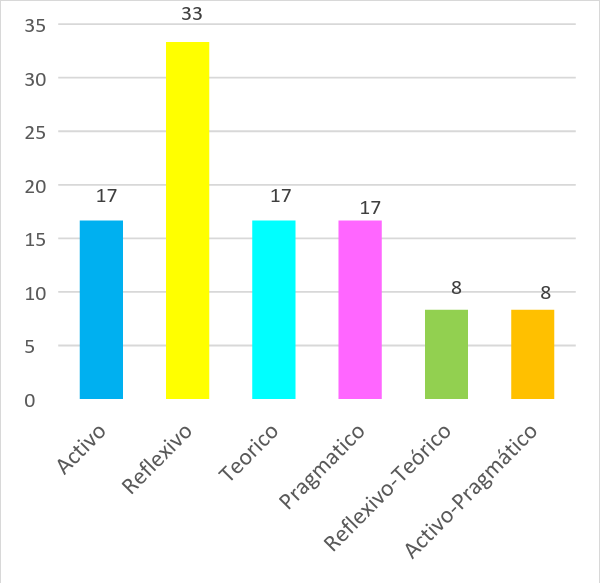 35
30
25
20
15
10
5
0
17
33
17
17
8
8
Activo
Reflexivo
Teorico
Pragmatico
Reflexivo-Teórico
Activo-Pragmático